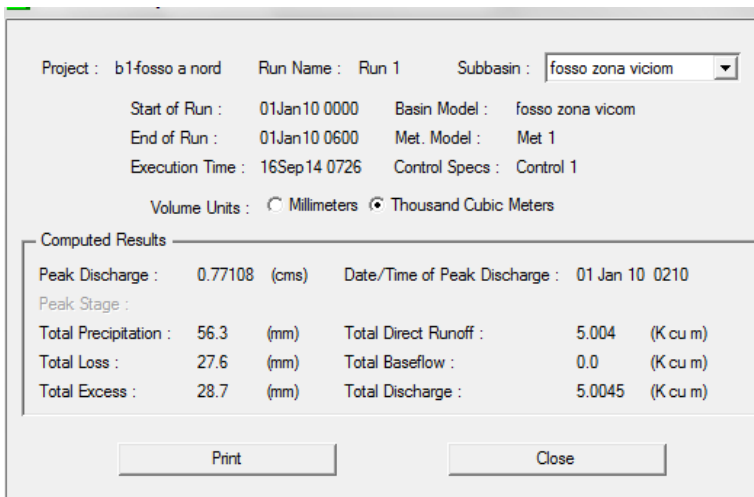 Project : b1-fosso a nord Run Name : Run 1 Subbasin : fosso zona viciom
Start of Run : 01Jan10 0000 Basin Model : fosso zona vicom
End of Run : 01Jan10 0600 Met. Model : Met 1
Execution Time : 16Sep14 0726 Control Specs : Control 1
Volume Units : Millimeters Thousand Cubic Meters
Computed Results
Peak Discharge : 0.77108 (cms) Date/Time of Peak Discharge : 01 Jan 10 0210
Peak Stage :
Total Precipitation : 56.3 (mm) Total Direct Runoff : 5.004 (K cu m)
Total Loss : 27.6 (mm) Total Baseflow : 0.0 (K cu m)
Total Excess : 28.7 (mm) Total Discharge : 5.0045 (K cu m)
Print Close